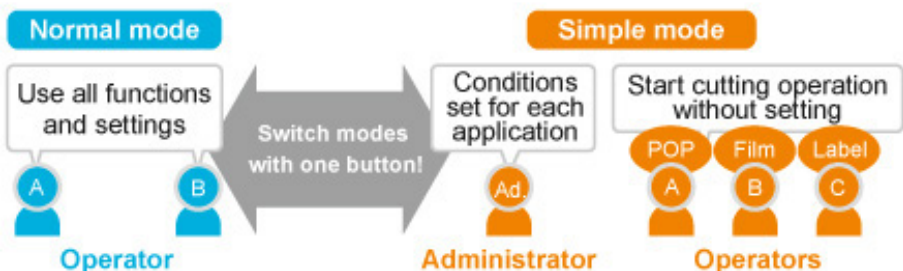 Normal mode
Simple mode
Use all functions
and settings
Switch modes
with one button!
Conditions
set for each
application
Start cutting operation
without setting
POP
Film
Label
A
B
Ad.
A
B
C
Operator
Administrator
Operators